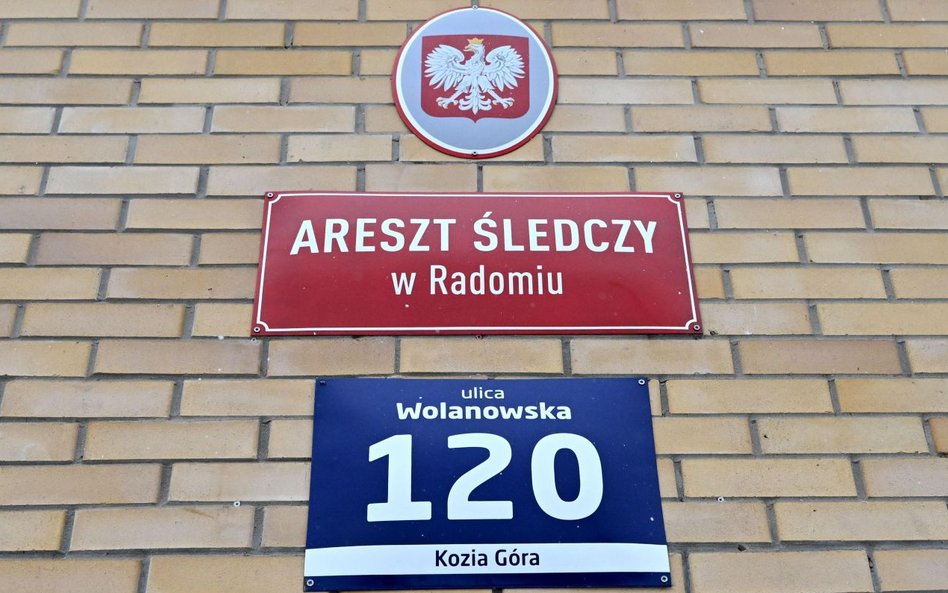 ARESZT ŚLEDCZY
w Radomiu
ulica
Wolanowska
120
Kozia Góra